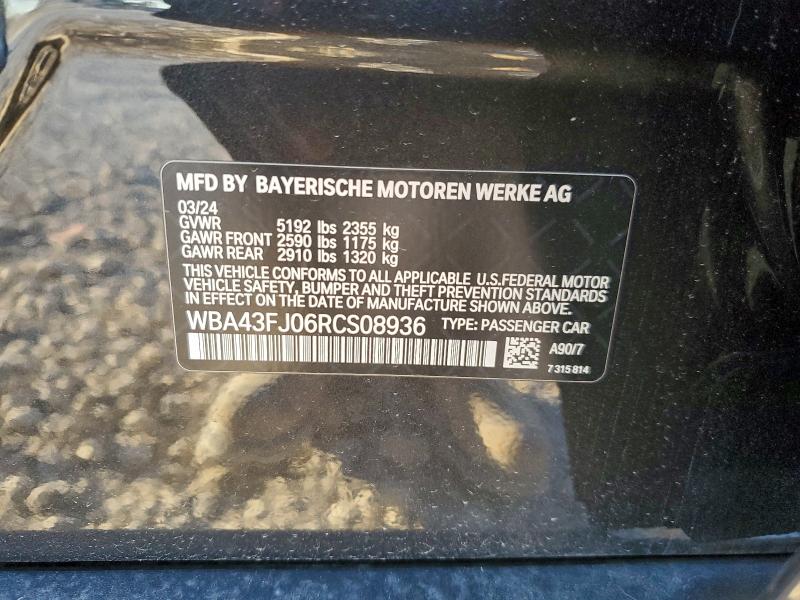 MFD BY BAYERISCHE MOTOREN WERKE AG
03/24
GVWR 5192 lbs 2355 kg
GAWR FRONT 2590 lbs 1175 kg
GAWR REAR 2910 lbs 1320 kg
THIS VEHICLE CONFORMS TO ALL APPLICABLE U.S.FEDERAL MOTOR
VEHICLE SAFETY, BUMPER AND THEFT PREVENTION STANDARDS
IN EFFECT ON THE DATE OF MANUFACTURE SHOWN ABOVE.
WBA43FJ06RCS08936 TYPE: PASSENGER CAR
A90/7
7 315 814